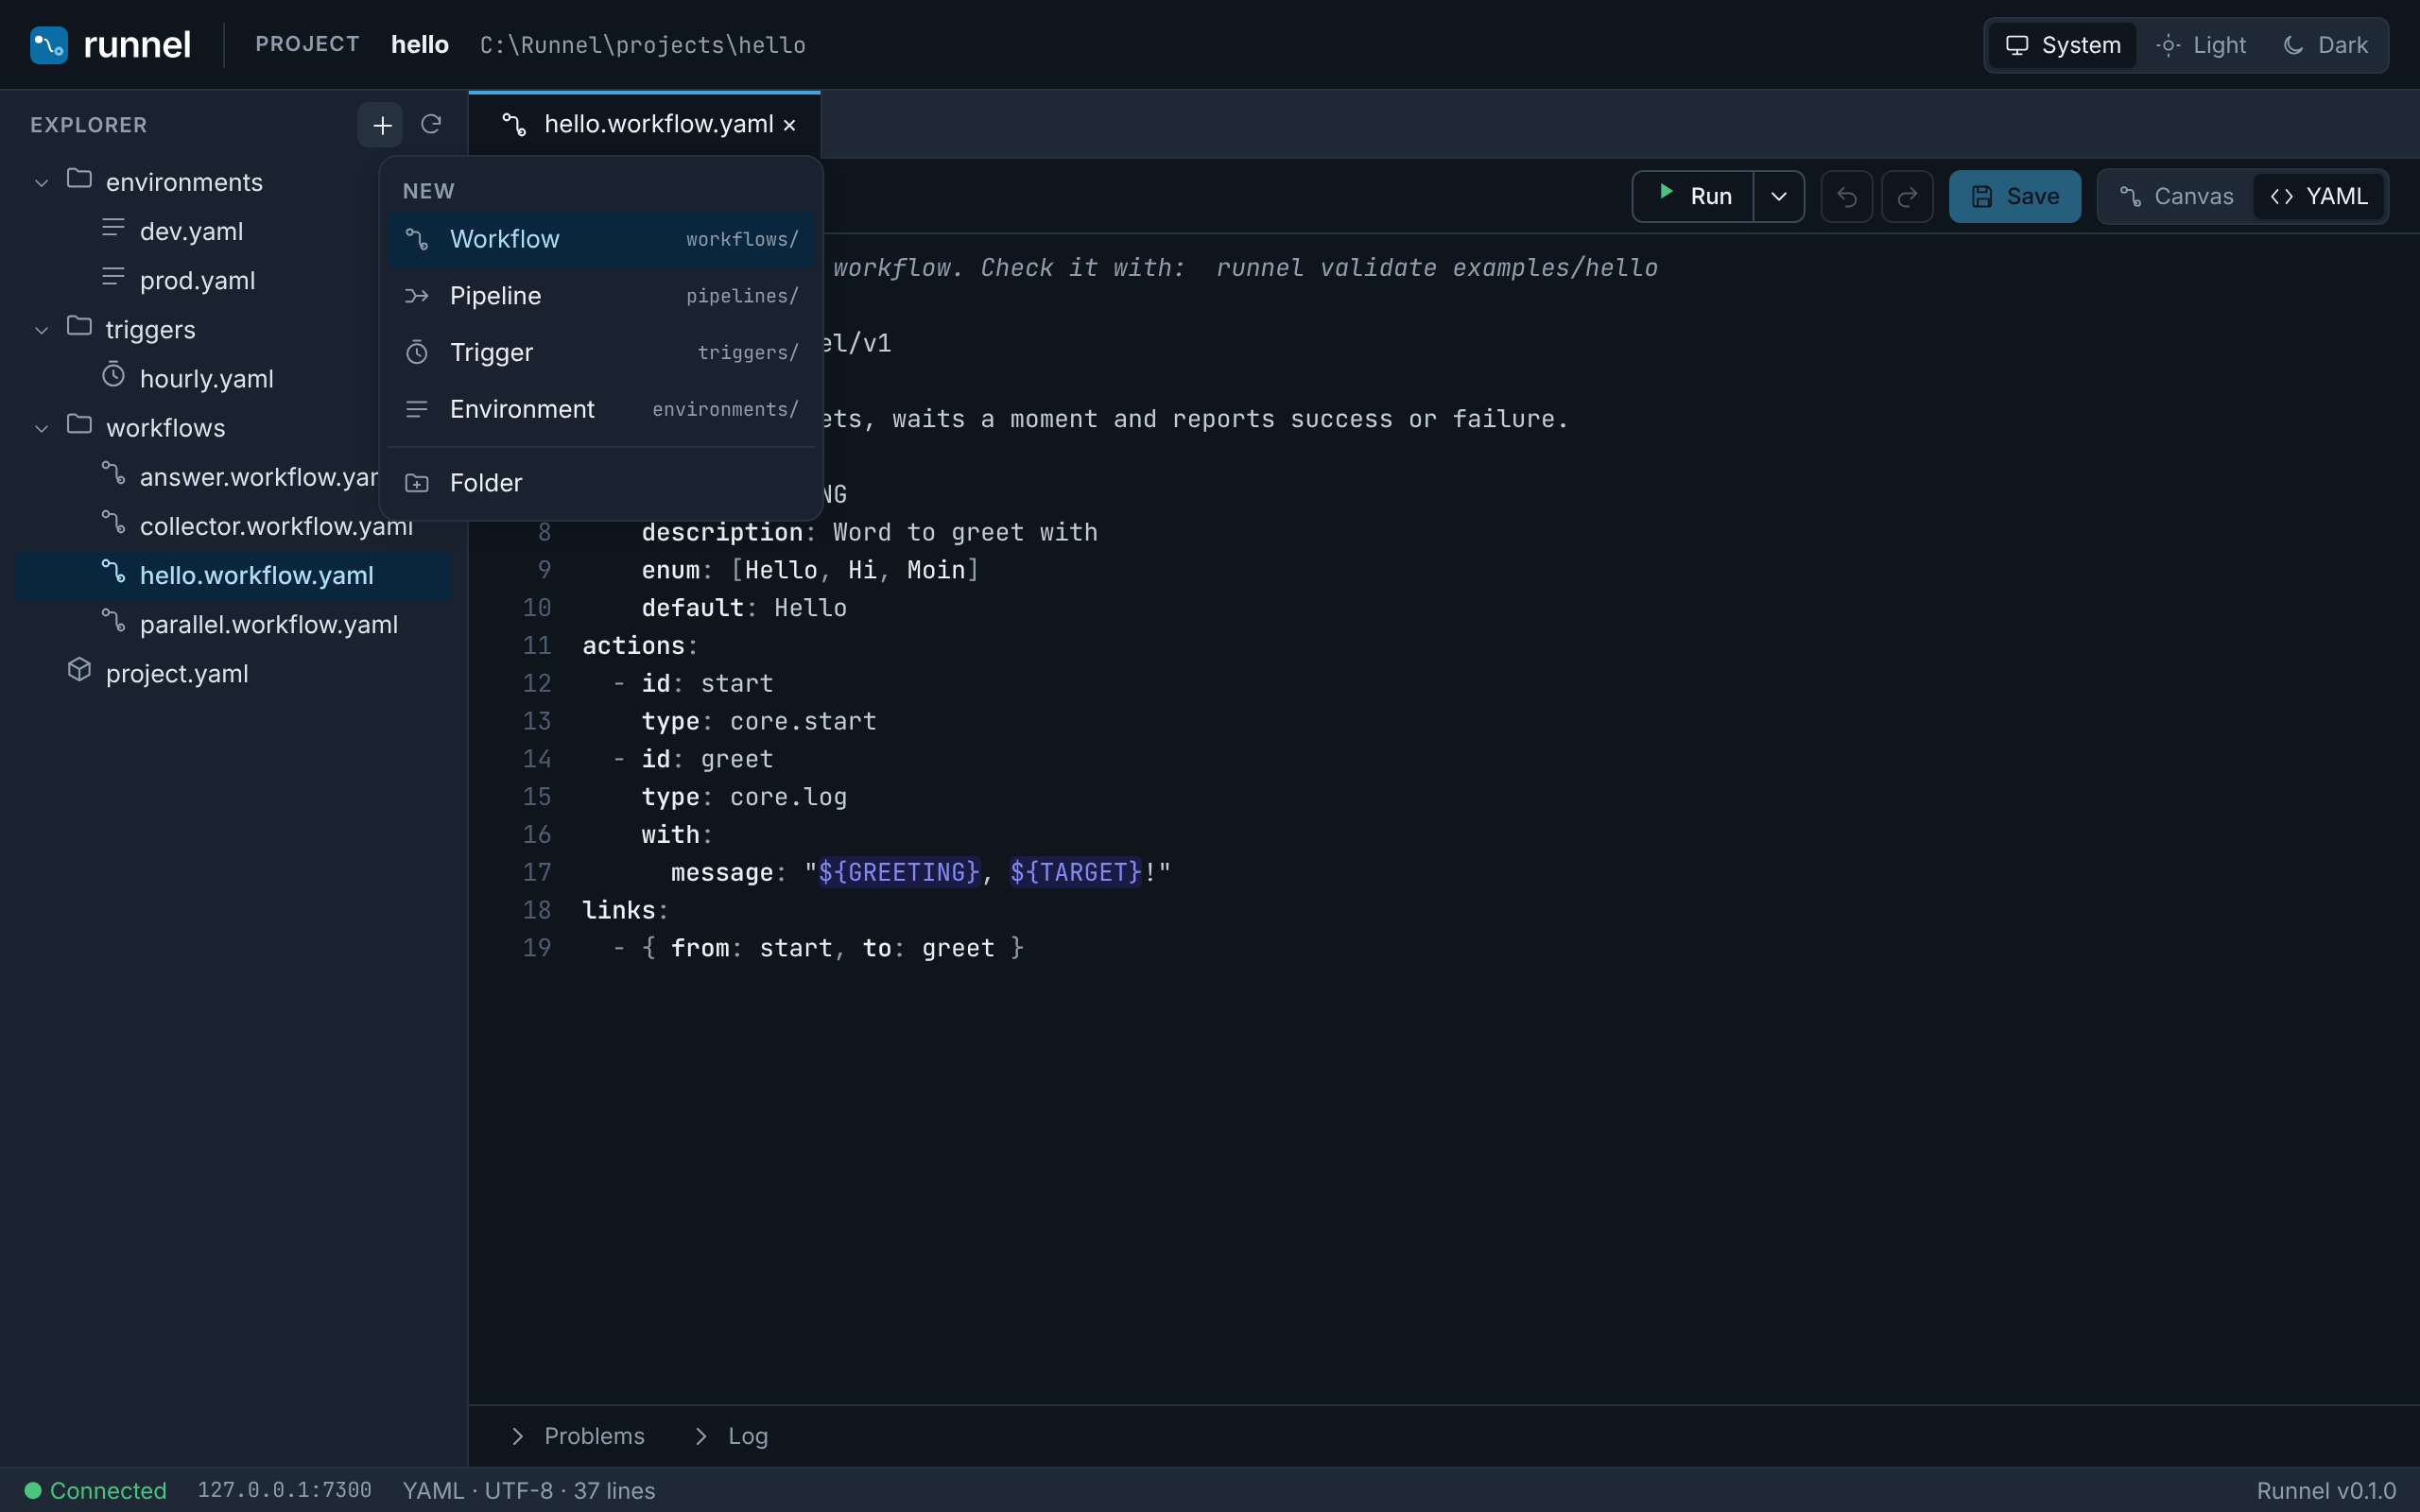 runnel PROJECT hello C:\Runnel\projects\hello System Light Dark
EXPLORER
environments
dev.yaml
prod.yaml
triggers
hourly.yaml
workflows
answer.workflow.yam
collector.workflow.yaml
hello.workflow.yaml
parallel.workflow.yaml
project.yaml
hello.workflow.yaml ×
Run Save Canvas YAML
NEW
Workflow workflows/
Pipeline pipelines/
Trigger triggers/
Environment environments/
Folder
workflow. Check it with:  runnel validate examples/hello
el/v1
ets, waits a moment and reports success or failure.
NG
8 description: Word to greet with
9 enum: [Hello, Hi, Moin]
10 default: Hello
11 actions:
12 - id: start
13 type: core.start
14 - id: greet
15 type: core.log
16 with:
17 message: "${GREETING}, ${TARGET}!"
18 links:
19 - { from: start, to: greet }
Problems Log
Connected 127.0.0.1:7300 YAML · UTF-8 · 37 lines Runnel v0.1.0